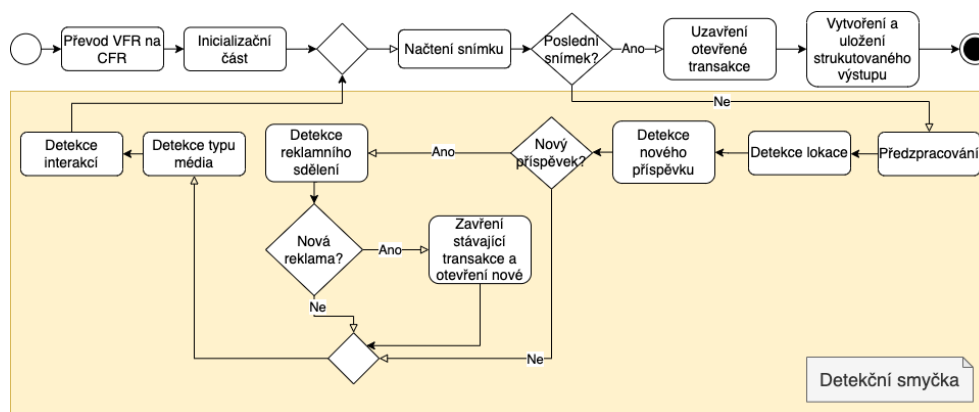 Převod VFR na
CFR
Inicializační
část
Načtení snímku
Poslední
snímek?
Ano
Uzavření
otevřené
transakce
Vytvoření a
uložení
strukutovaného
výstupu
Ne
Detekce
interakcí
Detekce typu
média
Detekce
reklamního
sdělení
Ano
Nový
příspěvek?
Detekce
nového
příspěvku
Detekce lokace
Předzpracování
Nová
reklama?
Ano
Zavření
stávající
transakce a
otevření nové
Ne
Ne
Detekční smyčka